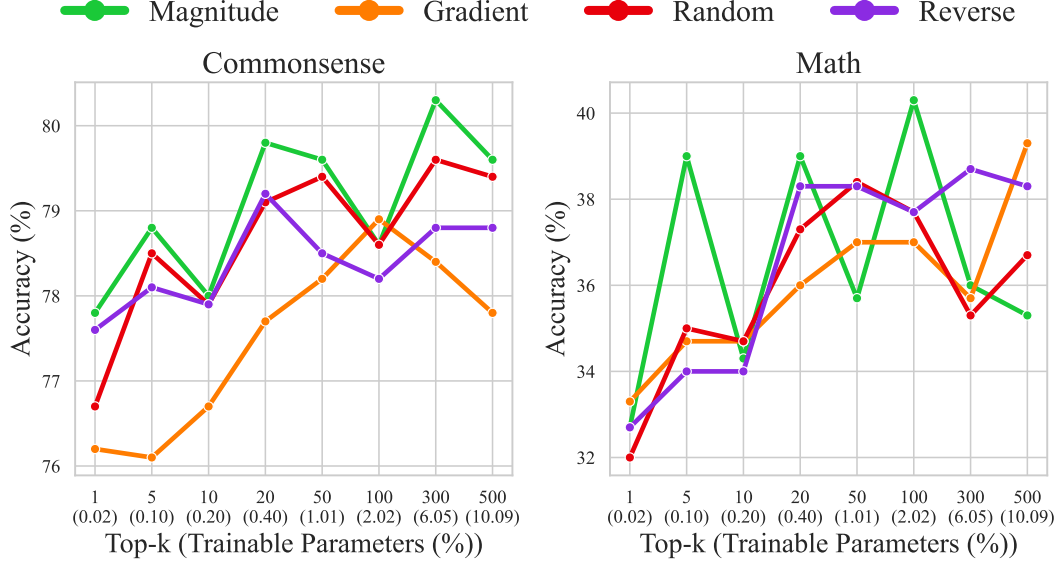 Magnitude Gradient Random Reverse
Commonsense
Accuracy (%)
80
79
78
77
76
1 5 10 20 50 100 300 500
(0.02) (0.10) (0.20) (0.40) (1.01) (2.02) (6.05) (10.09)
Top-k (Trainable Parameters (%))
Math
Accuracy (%)
40
38
36
34
32
1 5 10 20 50 100 300 500
(0.02) (0.10) (0.20) (0.40) (1.01) (2.02) (6.05) (10.09)
Top-k (Trainable Parameters (%))